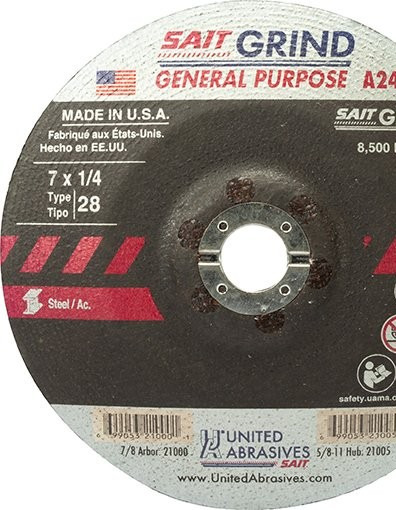 SAIT GRIND
GENERAL PURPOSE A24
MADE IN U.S.A.
Fabriqué aux États-Unis.
Hecho en EE.UU.
SAIT G
8,500
7 x 1/4
Type
Tipo
28
Steel/Ac.
safety.uama.
99053 21000
7/8 Arbor 21000
UNITED
ABRASIVES
SAIT
5/8-11 Hub. 21005
www.UnitedAbrasives.com